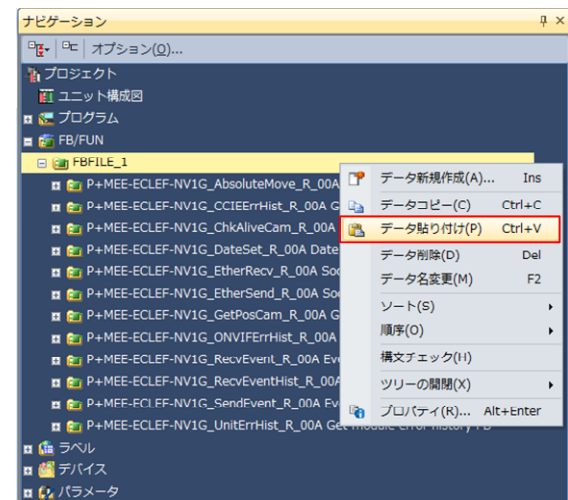 ナビゲーション
オプション(O)...
プロジェクト
ユニット構成図
プログラム
FB/FUN
FBFILE_1
P+MEE-ECLEF-NV1G_AbsoluteMove_R_00A
P+MEE-ECLEF-NV1G_CCIEErrHist_R_00A G
P+MEE-ECLEF-NV1G_ChkAliveCam_R_00A
P+MEE-ECLEF-NV1G_DateSet_R_00A Date
P+MEE-ECLEF-NV1G_EtherRecv_R_00A Soc
P+MEE-ECLEF-NV1G_EtherSend_R_00A Soc
P+MEE-ECLEF-NV1G_GetPosCam_R_00A G
P+MEE-ECLEF-NV1G_ONVIFErrHist_R_00A
P+MEE-ECLEF-NV1G_RecvEvent_R_00A Eve
P+MEE-ECLEF-NV1G_RecvEventHist_R_00A
P+MEE-ECLEF-NV1G_SendEvent_R_00A Ev
P+MEE-ECLEF-NV1G_UnitErrHist_R_00A Get module error history FB
ラベル
デバイス
パラメータ
データ新規作成(A)... Ins
データコピー(C) Ctrl+C
データ貼り付け(P) Ctrl+V
データ削除(D) Del
データ名変更(M) F2
ソート(S)
順序(O)
構文チェック(H)
ツリーの開閉(X)
プロパティ(R)... Alt+Enter